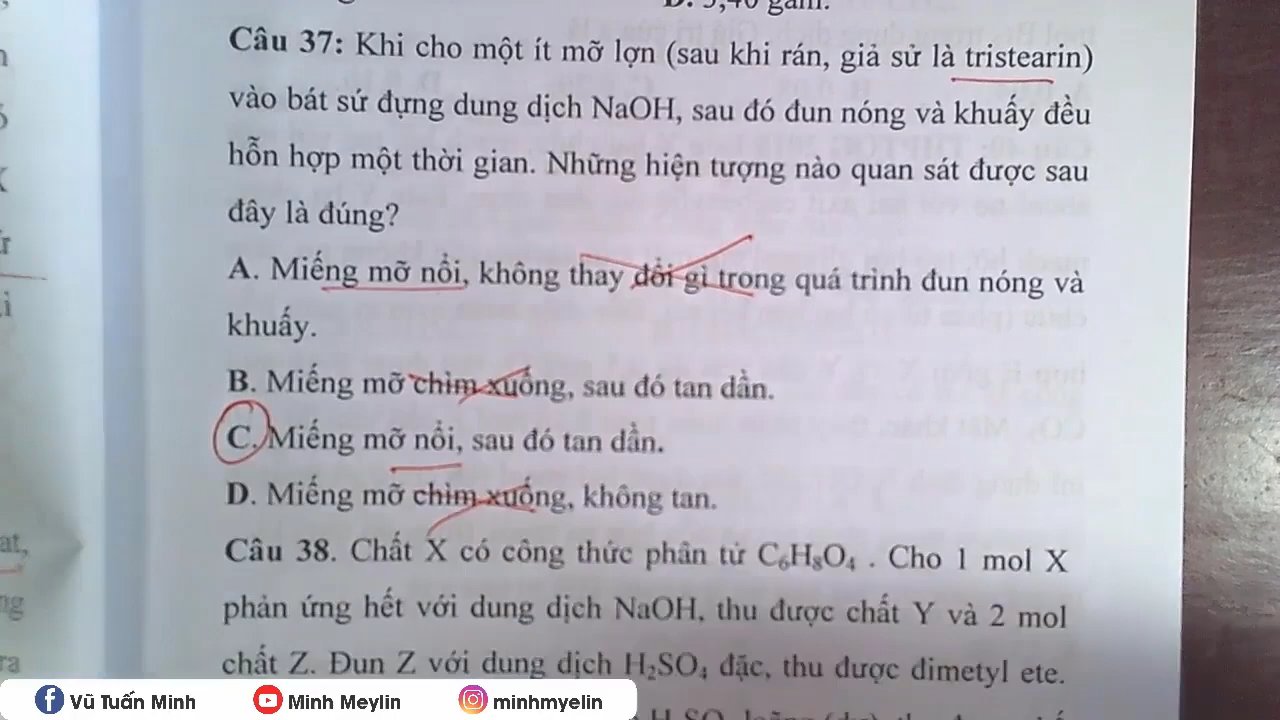 D. 5,40 gam.
Câu 37: Khi cho một ít mỡ lợn (sau khi rán, giả sử là tristearin)
vào bát sứ đựng dung dịch NaOH, sau đó đun nóng và khuấy đều
hỗn hợp một thời gian. Những hiện tượng nào quan sát được sau
đây là đúng?
A. Miếng mỡ nổi, không thay đổi gì trong quá trình đun nóng và
khuấy.
B. Miếng mỡ chìm xuống, sau đó tan dần.
C. Miếng mỡ nổi, sau đó tan dần.
D. Miếng mỡ chìm xuống, không tan.
Câu 38. Chất X có công thức phân tử C₆H₈O₄ . Cho 1 mol X
phản ứng hết với dung dịch NaOH, thu được chất Y và 2 mol
chất Z. Đun Z với dung dịch H₂SO₄ đặc, thu được đimetyl ete.
at,
ng
ra
Vũ Tuấn Minh Minh Meylin minhmyelin